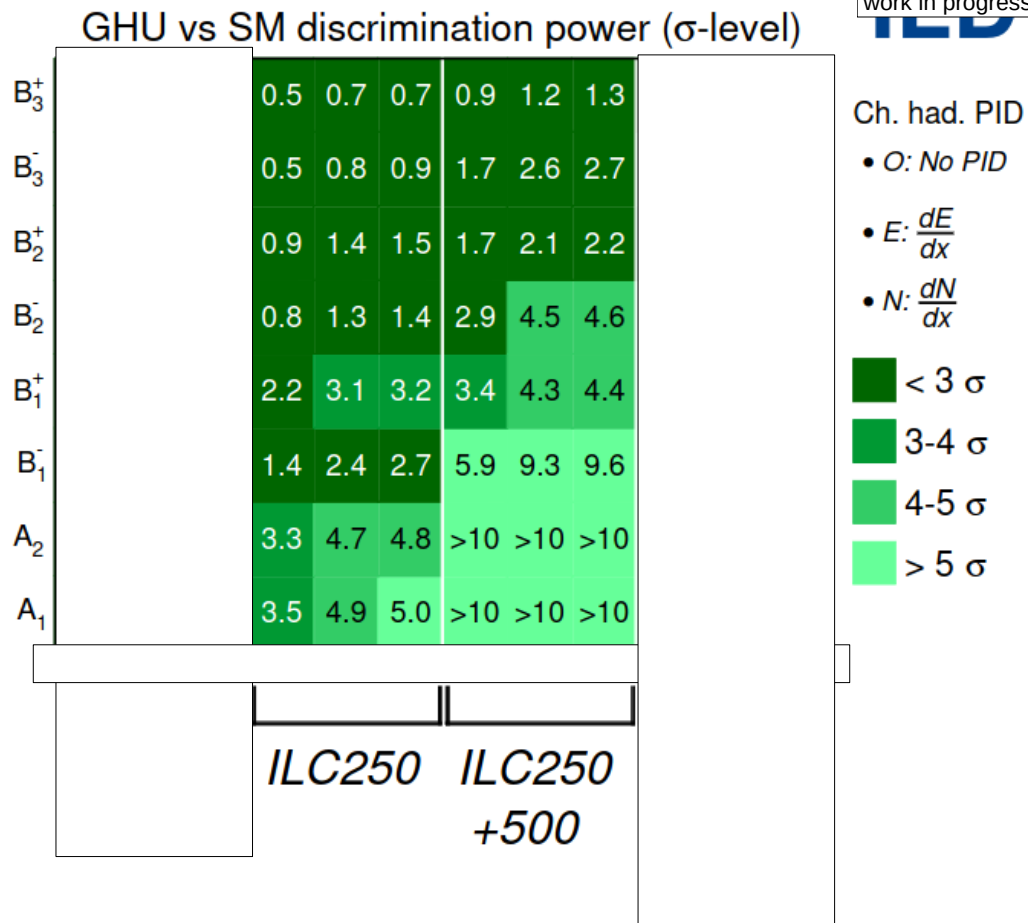 work in progress
GHU vs SM discrimination power (σ-level)
B₃⁺ 0.5 0.7 0.7 0.9 1.2 1.3
B₃⁻ 0.5 0.8 0.9 1.7 2.6 2.7
B₂⁺ 0.9 1.4 1.5 1.7 2.1 2.2
B₂⁻ 0.8 1.3 1.4 2.9 4.5 4.6
B₁⁺ 2.2 3.1 3.2 3.4 4.3 4.4
B₁⁻ 1.4 2.4 2.7 5.9 9.3 9.6
A₂ 3.3 4.7 4.8 >10 >10 >10
A₁ 3.5 4.9 5.0 >10 >10 >10
ILC250 ILC250
+500
Ch. had. PID
• O: No PID
• E: dE/dx
• N: dN/dx
< 3 σ
3-4 σ
4-5 σ
> 5 σ